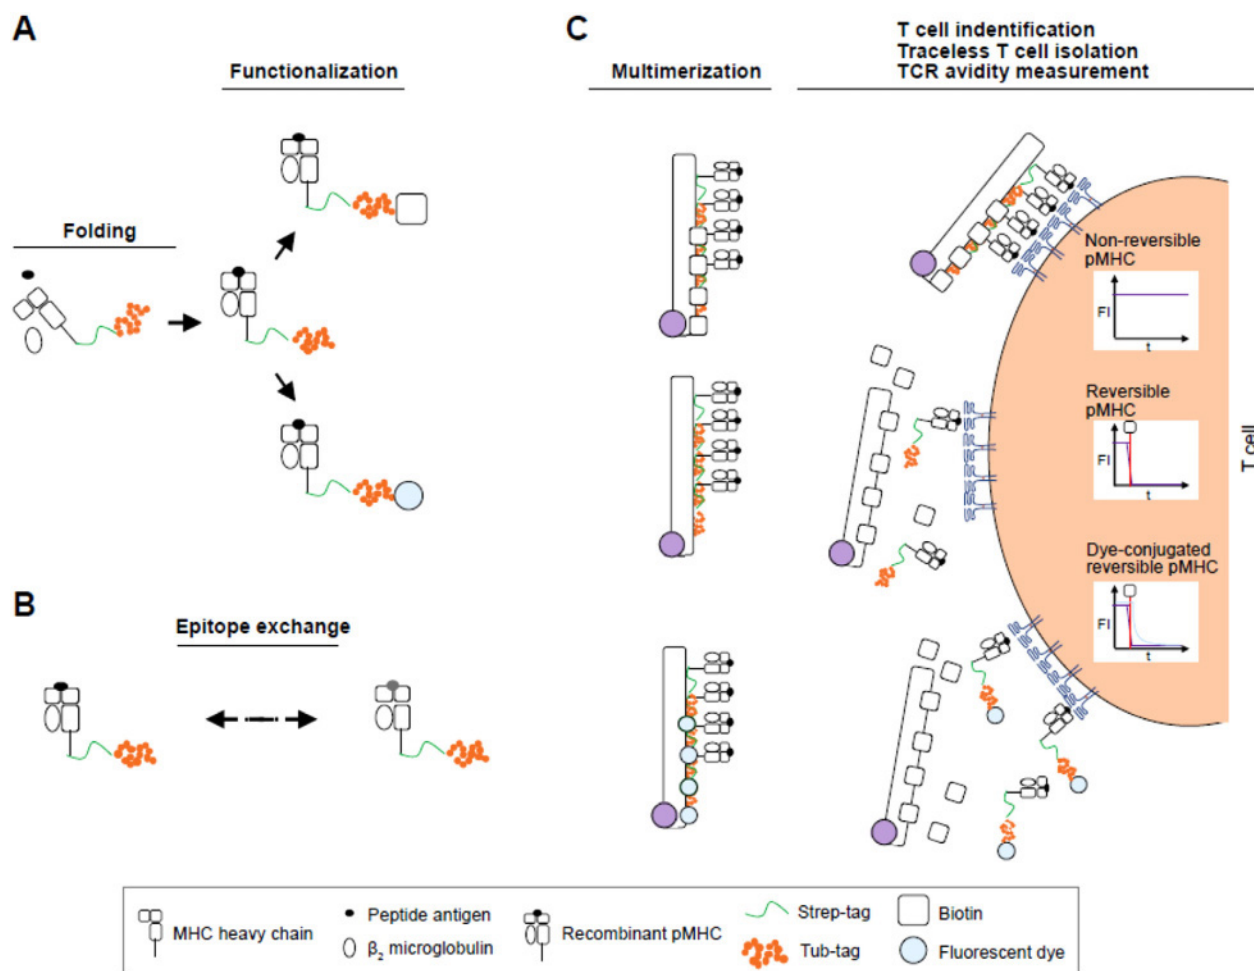 A
Functionalization
Folding
B
Epitope exchange
C
Multimerization
T cell indentification
Traceless T cell isolation
TCR avidity measurement
Non-reversible
pMHC
FI
t
Reversible
pMHC
FI
t
Dye-conjugated
reversible pMHC
FI
t
T cell
MHC heavy chain
Peptide antigen
β₂ microglobulin
Recombinant pMHC
Strep-tag
Tub-tag
Biotin
Fluorescent dye